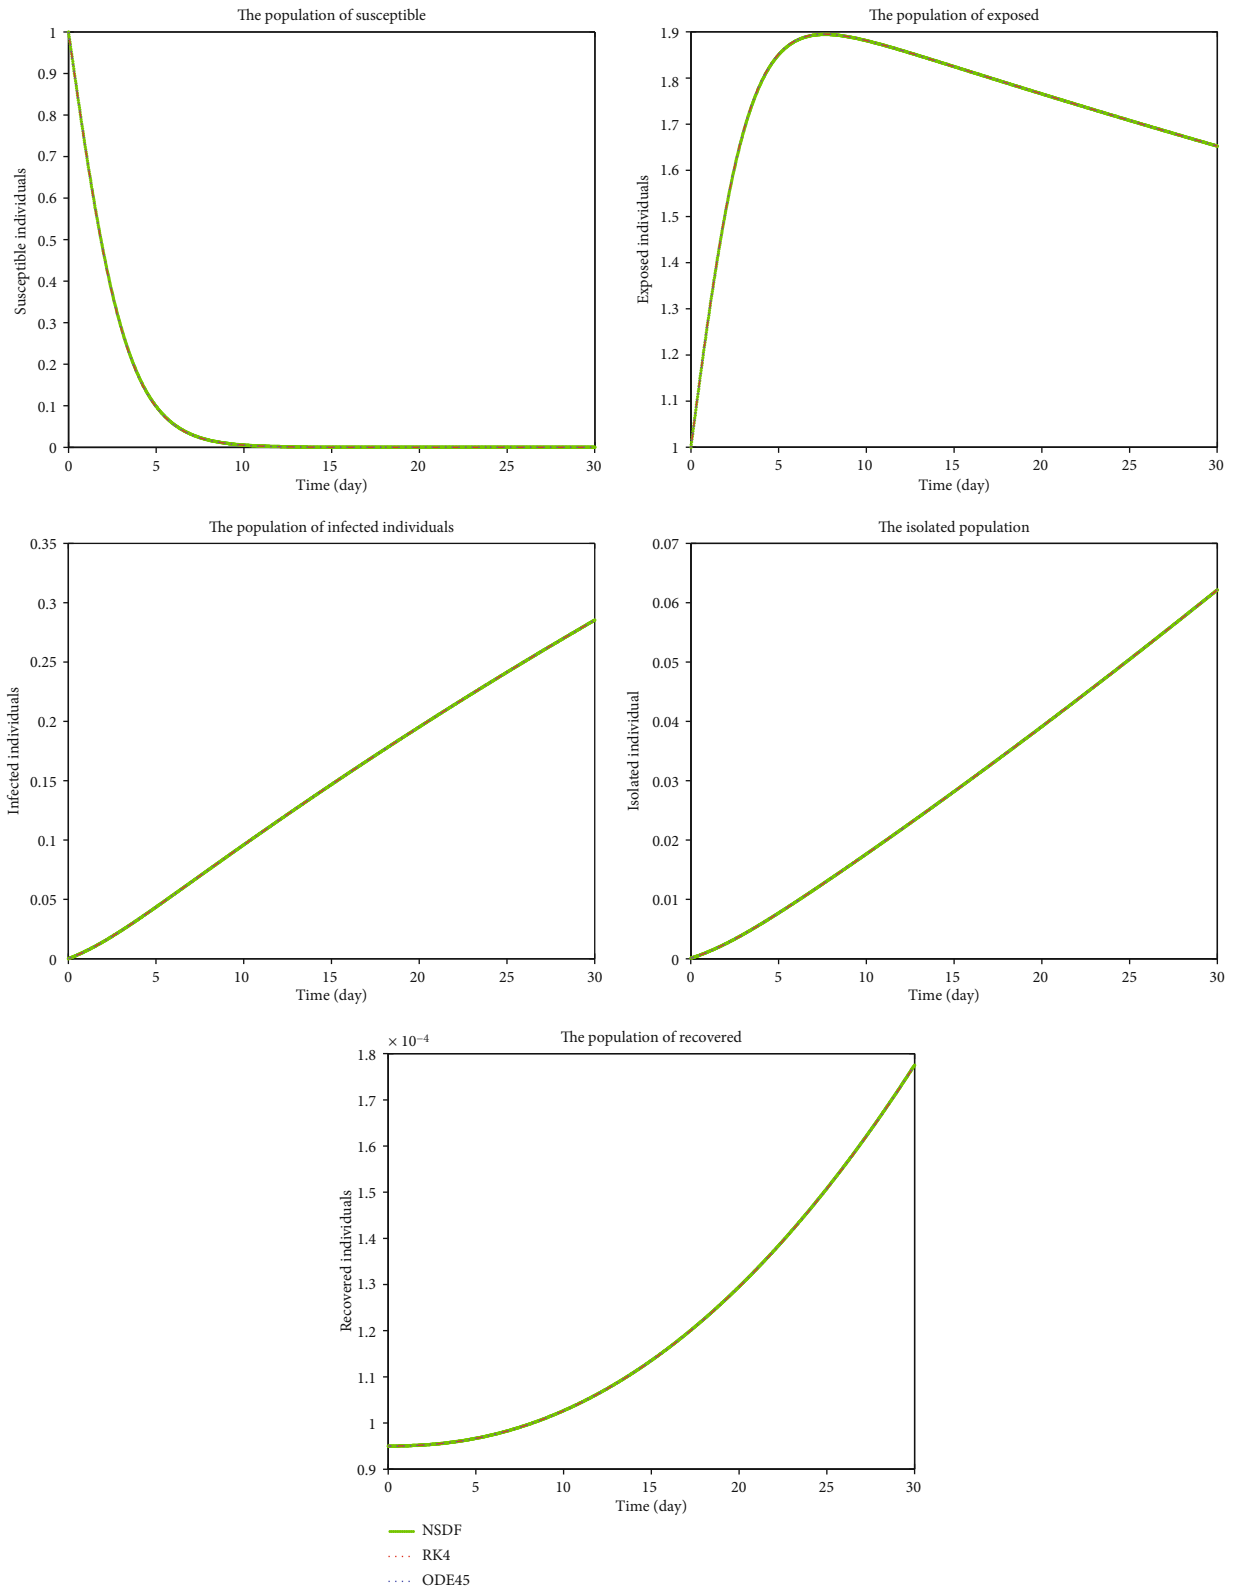 The population of susceptible
1
0.9
0.8
0.7
0.6
0.5
0.4
0.3
0.2
0.1
0
Susceptible individuals
0 5 10 15 20 25 30
Time (day)
The population of exposed
1.9
1.8
1.7
1.6
1.5
1.4
1.3
1.2
1.1
1
Exposed individuals
0 5 10 15 20 25 30
Time (day)
The population of infected individuals
0.35
0.3
0.25
0.2
0.15
0.1
0.05
0
Infected individuals
0 5 10 15 20 25 30
Time (day)
The isolated population
0.07
0.06
0.05
0.04
0.03
0.02
0.01
0
Isolated individual
0 5 10 15 20 25 30
Time (day)
The population of recovered
× 10⁻⁴
1.8
1.7
1.6
1.5
1.4
1.3
1.2
1.1
1
0.9
Recovered individuals
0 5 10 15 20 25 30
Time (day)
NSDF
RK4
ODE45